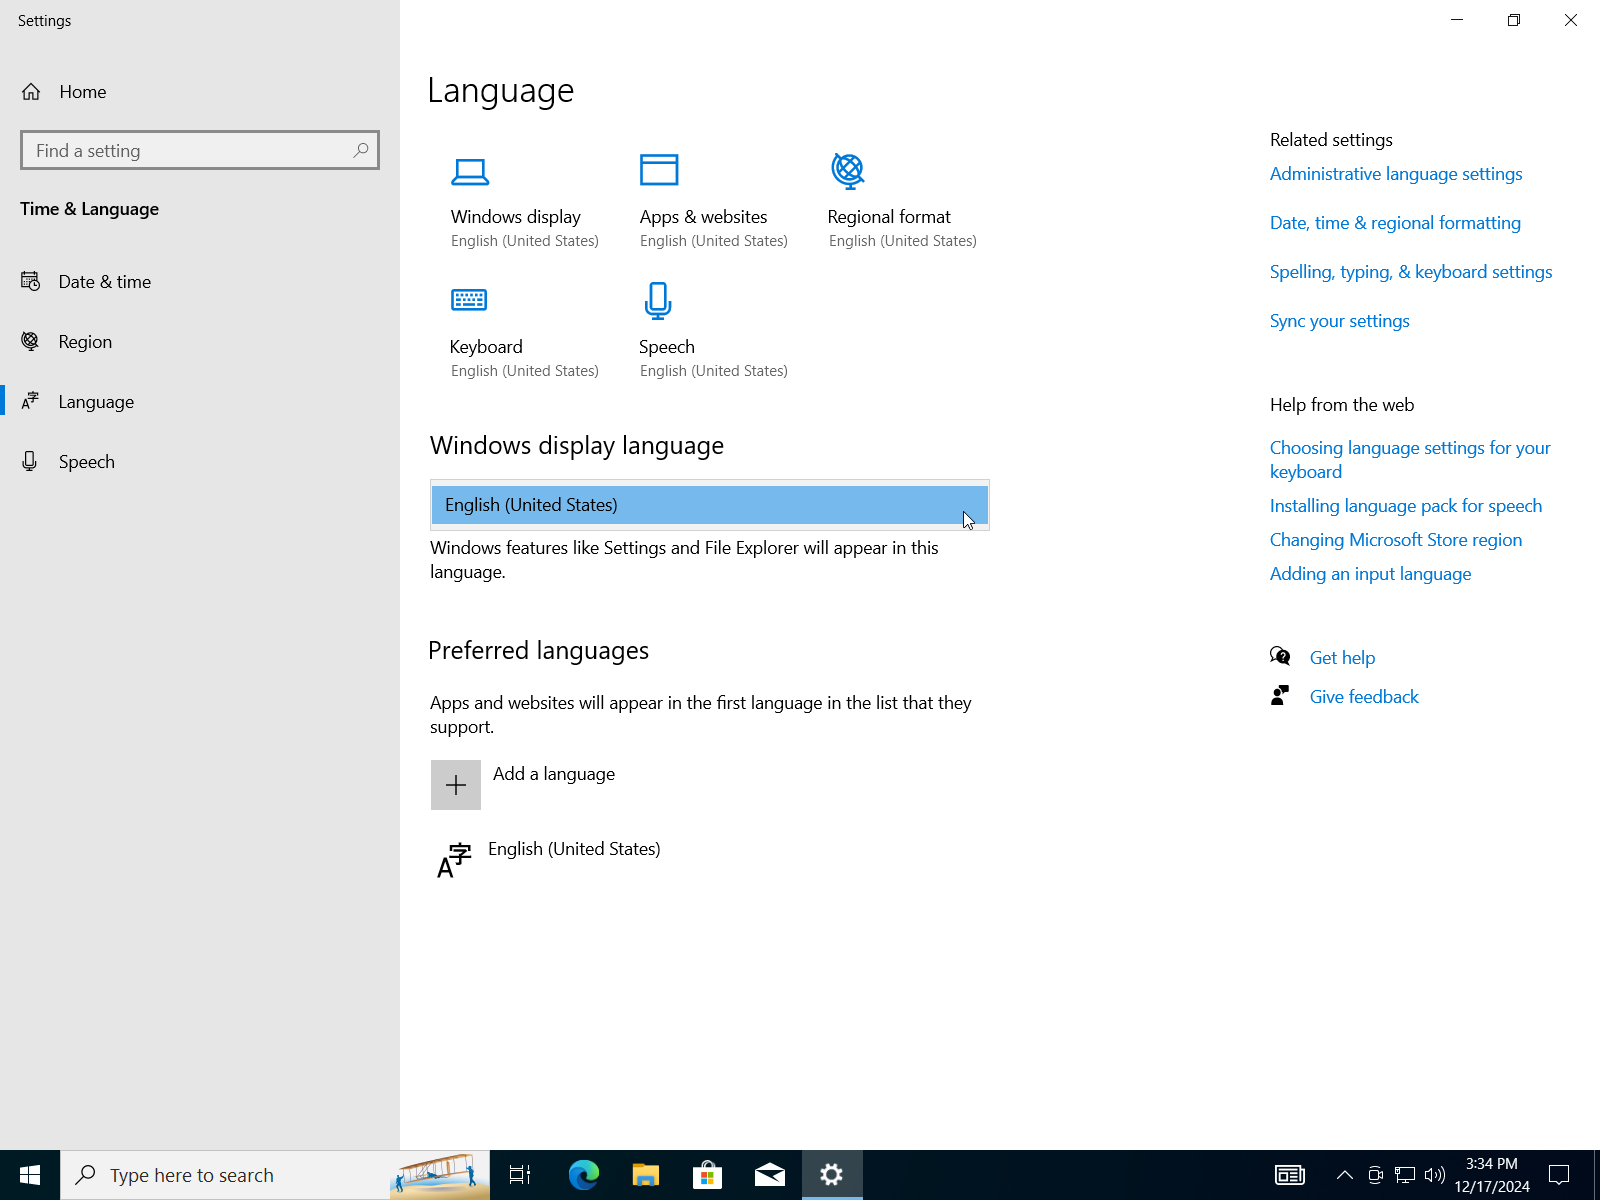 Settings
Home
Find a setting
Time & Language
Date & time
Region
Language
Speech
Language
Windows display
English (United States)
Apps & websites
English (United States)
Regional format
English (United States)
Keyboard
English (United States)
Speech
English (United States)
Windows display language
English (United States)
Windows features like Settings and File Explorer will appear in this
language.
Preferred languages
Apps and websites will appear in the first language in the list that they
support.
Add a language
English (United States)
Related settings
Administrative language settings
Date, time & regional formatting
Spelling, typing, & keyboard settings
Sync your settings
Help from the web
Choosing language settings for your
keyboard
Installing language pack for speech
Changing Microsoft Store region
Adding an input language
Get help
Give feedback
Type here to search
3:34 PM
12/17/2024